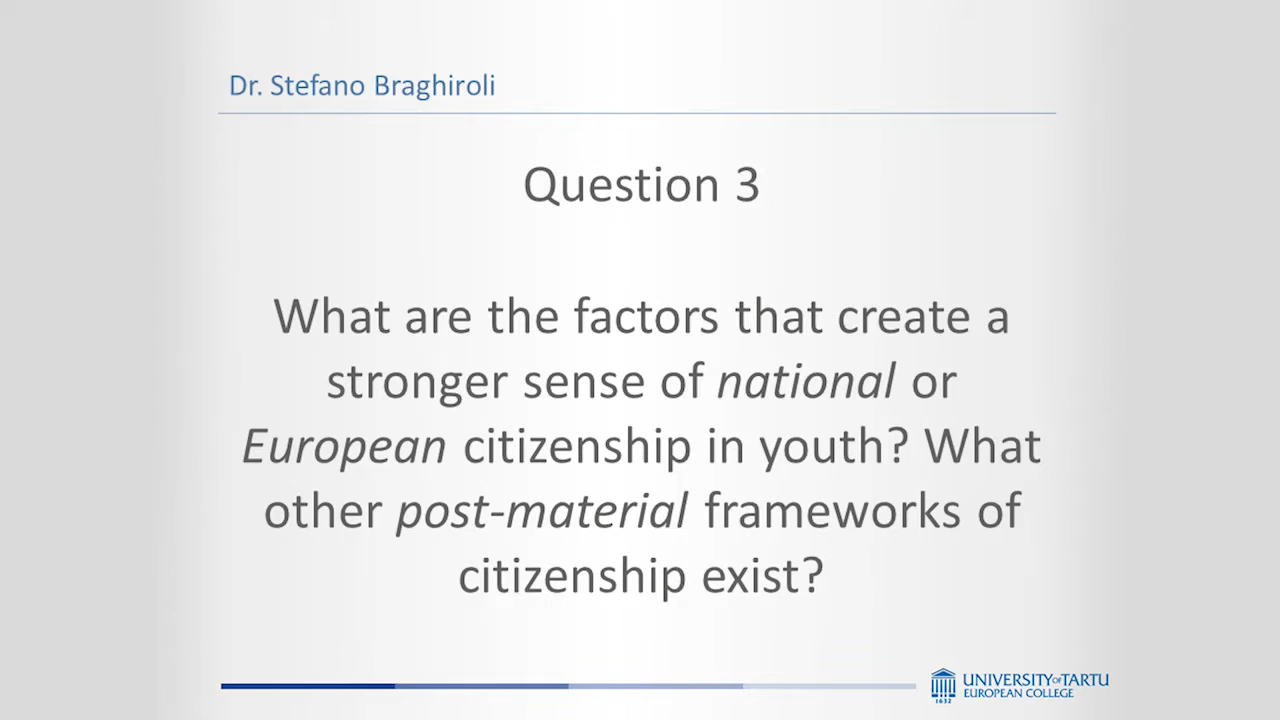 Dr. Stefano Braghiroli
Question 3
What are the factors that create a
stronger sense of national or
European citizenship in youth? What
other post-material frameworks of
citizenship exist?
UNIVERSITY OF TARTU
EUROPEAN COLLEGE
1632